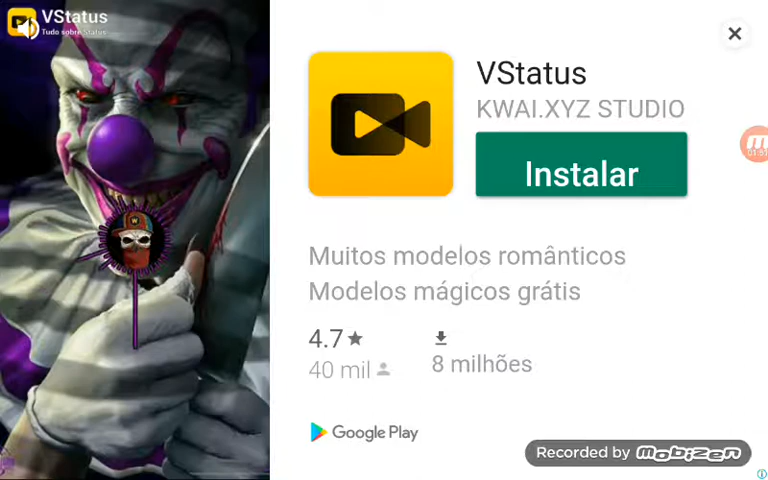 VStatus
Tudo sobre Status
W
VStatus
KWAI.XYZ STUDIO
Instalar
Muitos modelos românticos
Modelos mágicos grátis
4.7★
40 mil
8 milhões
Google Play
Recorded by MOBIZEN